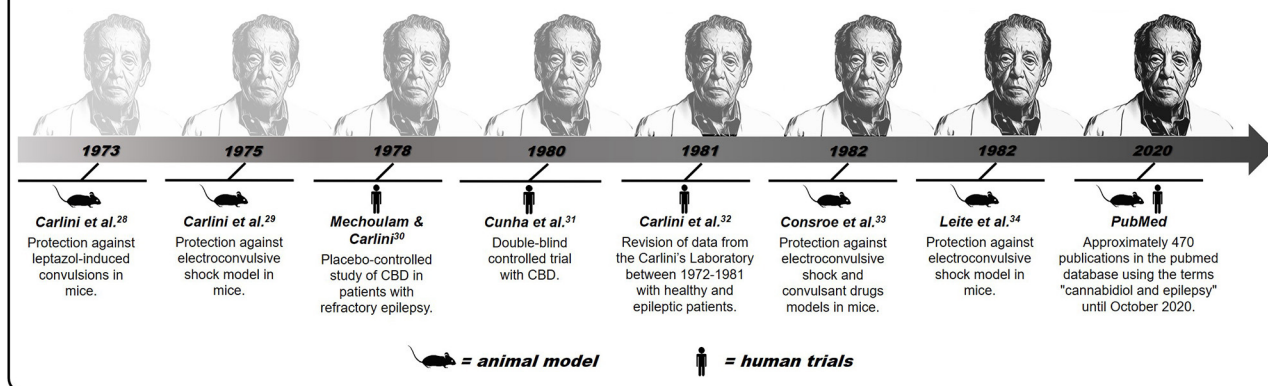 1973
1975
1978
1980
1981
1982
1982
2020
Carlini et al.28
Protection against
leptazol-induced
convulsions in
mice.
Carlini et al.29
Protection against
electroconvulsive
shock model in
mice.
Mechoulam &
Carlini30
Placebo-controlled
study of CBD in
patients with
refractory epilepsy.
Cunha et al.31
Double-blind
controlled trial
with CBD.
Carlini et al.32
Revision of data from
the Carlini's Laboratory
between 1972-1981
with healthy and
epileptic patients.
Consroe et al.33
Protection against
electroconvulsive
shock and
convulsant drugs
models in mice.
Leite et al.34
Protection against
electroconvulsive
shock model in
mice.
PubMed
Approximately 470
publications in the pubmed
database using the terms
"cannabidiol and epilepsy"
until October 2020.
= animal model
= human trials